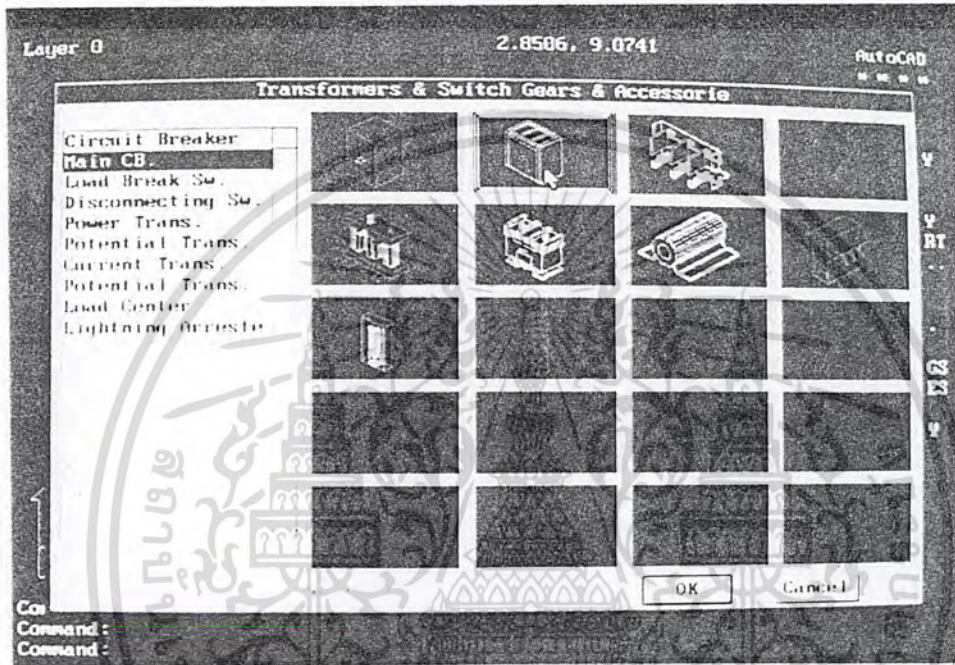 Layer 0
2.8506, 9.0741
AutoCAD
* * * *
Transformers & Switch Gears & Accessorie
Circuit Breaker
Main CB.
Load Break Sw.
Disconnecting Sw.
Power Trans.
Potential Trans.
Current Trans.
Potential Trans.
Load Center
Lightning Arreste
OK
Cancel
Command:
Command: